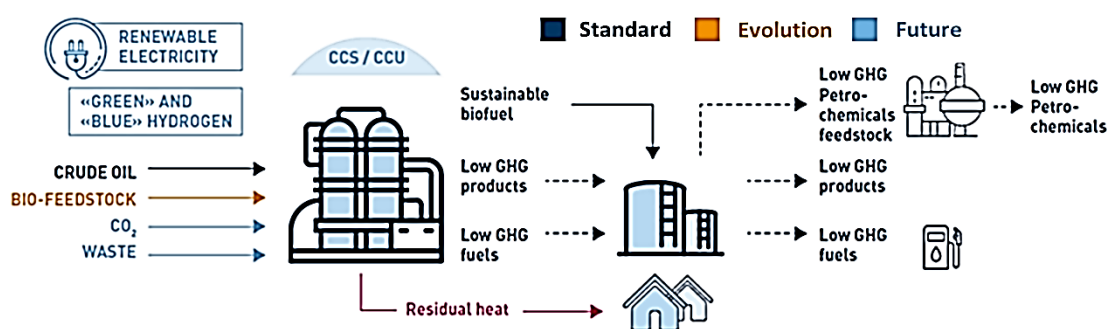 RENEWABLE
ELECTRICITY
«GREEN» AND
«BLUE» HYDROGEN
CRUDE OIL
BIO-FEEDSTOCK
CO₂
WASTE
CCS / CCU
Standard
Evolution
Future
Sustainable
biofuel
Low GHG
products
Low GHG
fuels
Residual heat
Low GHG
Petro-
chemicals
feedstock
Low GHG
Petro-
chemicals
Low GHG
products
Low GHG
fuels